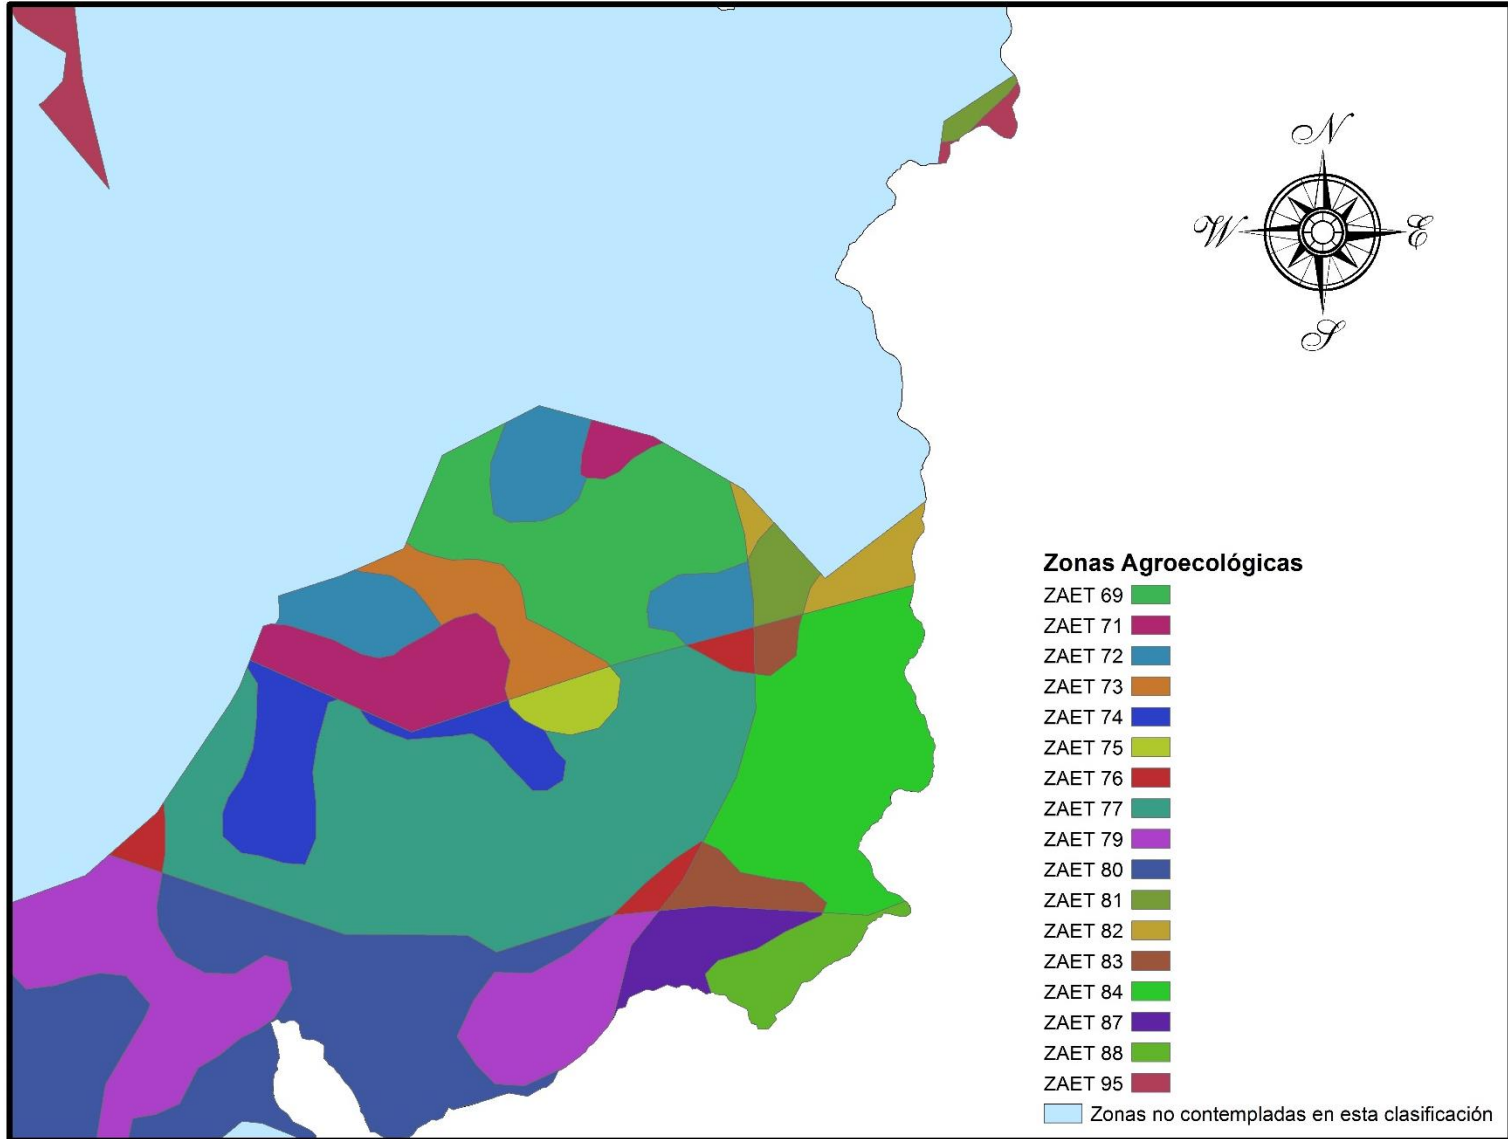 N
W E
S
Zonas Agroecológicas
ZAET 69
ZAET 71
ZAET 72
ZAET 73
ZAET 74
ZAET 75
ZAET 76
ZAET 77
ZAET 79
ZAET 80
ZAET 81
ZAET 82
ZAET 83
ZAET 84
ZAET 87
ZAET 88
ZAET 95
Zonas no contempladas en esta clasificación